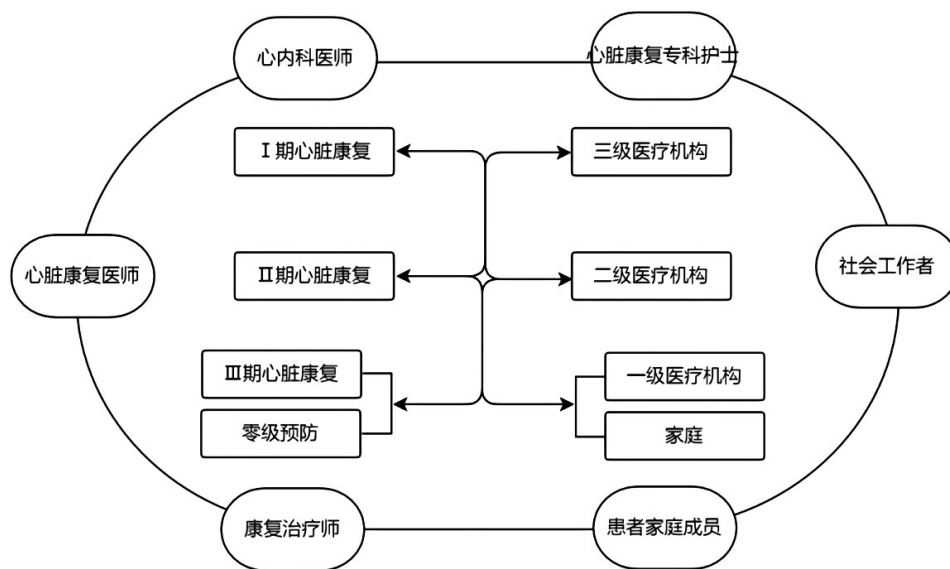 心内科医师
心脏康复专科护士
Ⅰ期心脏康复
三级医疗机构
心脏康复医师
Ⅱ期心脏康复
二级医疗机构
社会工作者
Ⅲ期心脏康复
一级医疗机构
零级预防
家庭
康复治疗师
患者家庭成员